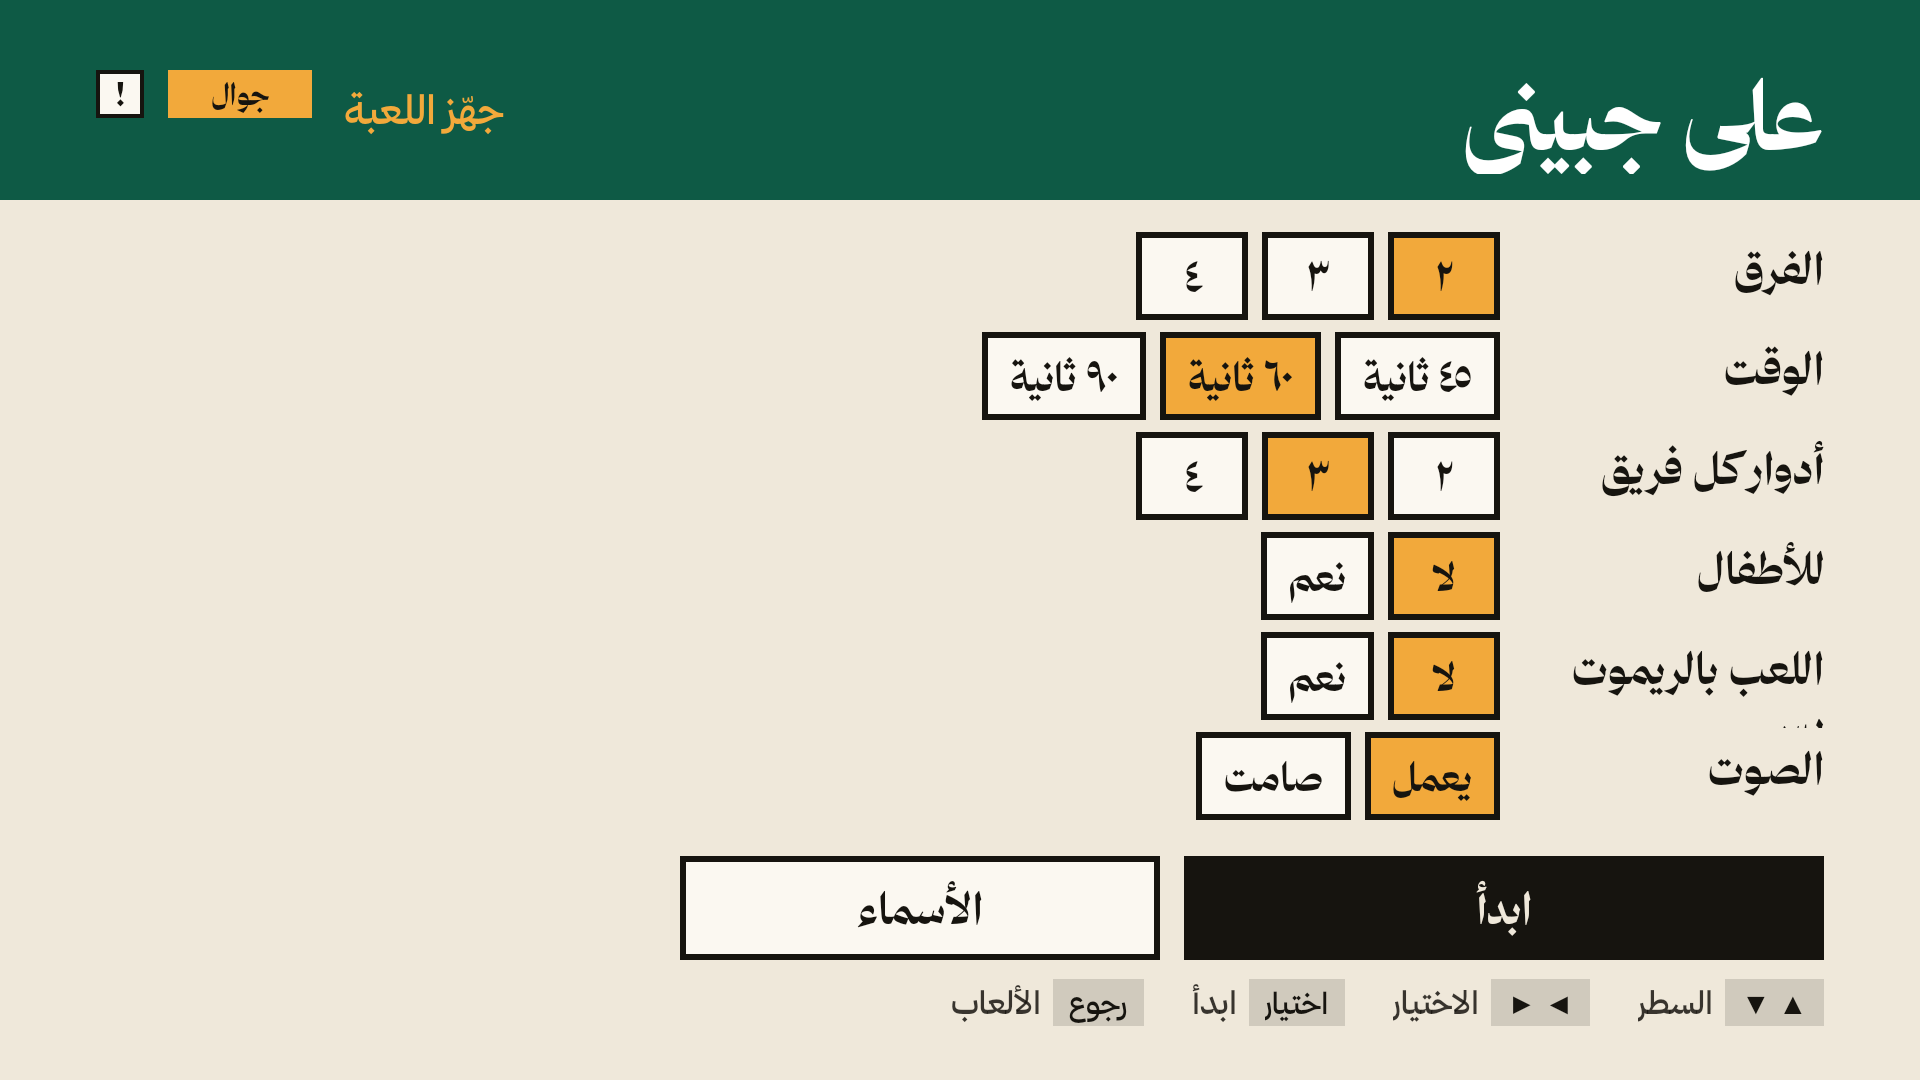 على جبيني
جهّز اللعبة
جوال
!
الفرق
٢ ٣ ٤
الوقت
٤٥ ثانية ٦٠ ثانية ٩٠ ثانية
أدوار كل فريق
٢ ٣ ٤
للأطفال
لا نعم
اللعب بالريموت
لا نعم
الصوت
يعمل صامت
ابدأ الأسماء
▲ ▼ السطر ◄ ► الاختيار اختيار ابدأ رجوع الألعاب